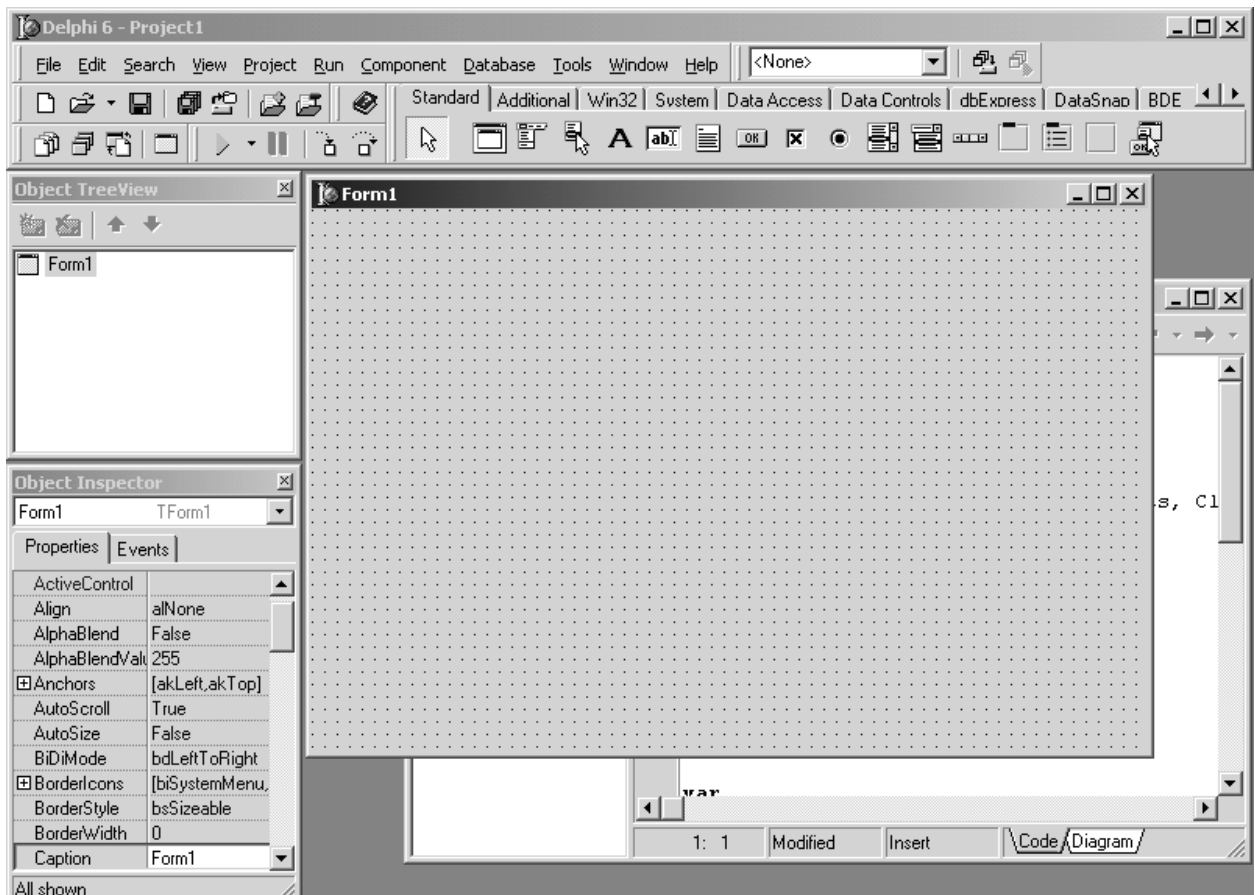 Delphi 6 - Project1
File Edit Search View Project Run Component Database Tools Window Help <None>
Standard Additional Win32 System Data Access Data Controls dbExpress DataSnap BDE
A ab OK OK
Object TreeView
Form1
Form1
Object Inspector
Form1 TForm1
Properties Events
ActiveControl
Align alNone
AlphaBlend False
AlphaBlendValu 255
Anchors [akLeft,akTop]
AutoScroll True
AutoSize False
BiDiMode bdLeftToRight
BorderIcons [biSystemMenu,
BorderStyle bsSizeable
BorderWidth 0
Caption Form1
All shown
s, Cl
var
1: 1 Modified Insert Code Diagram